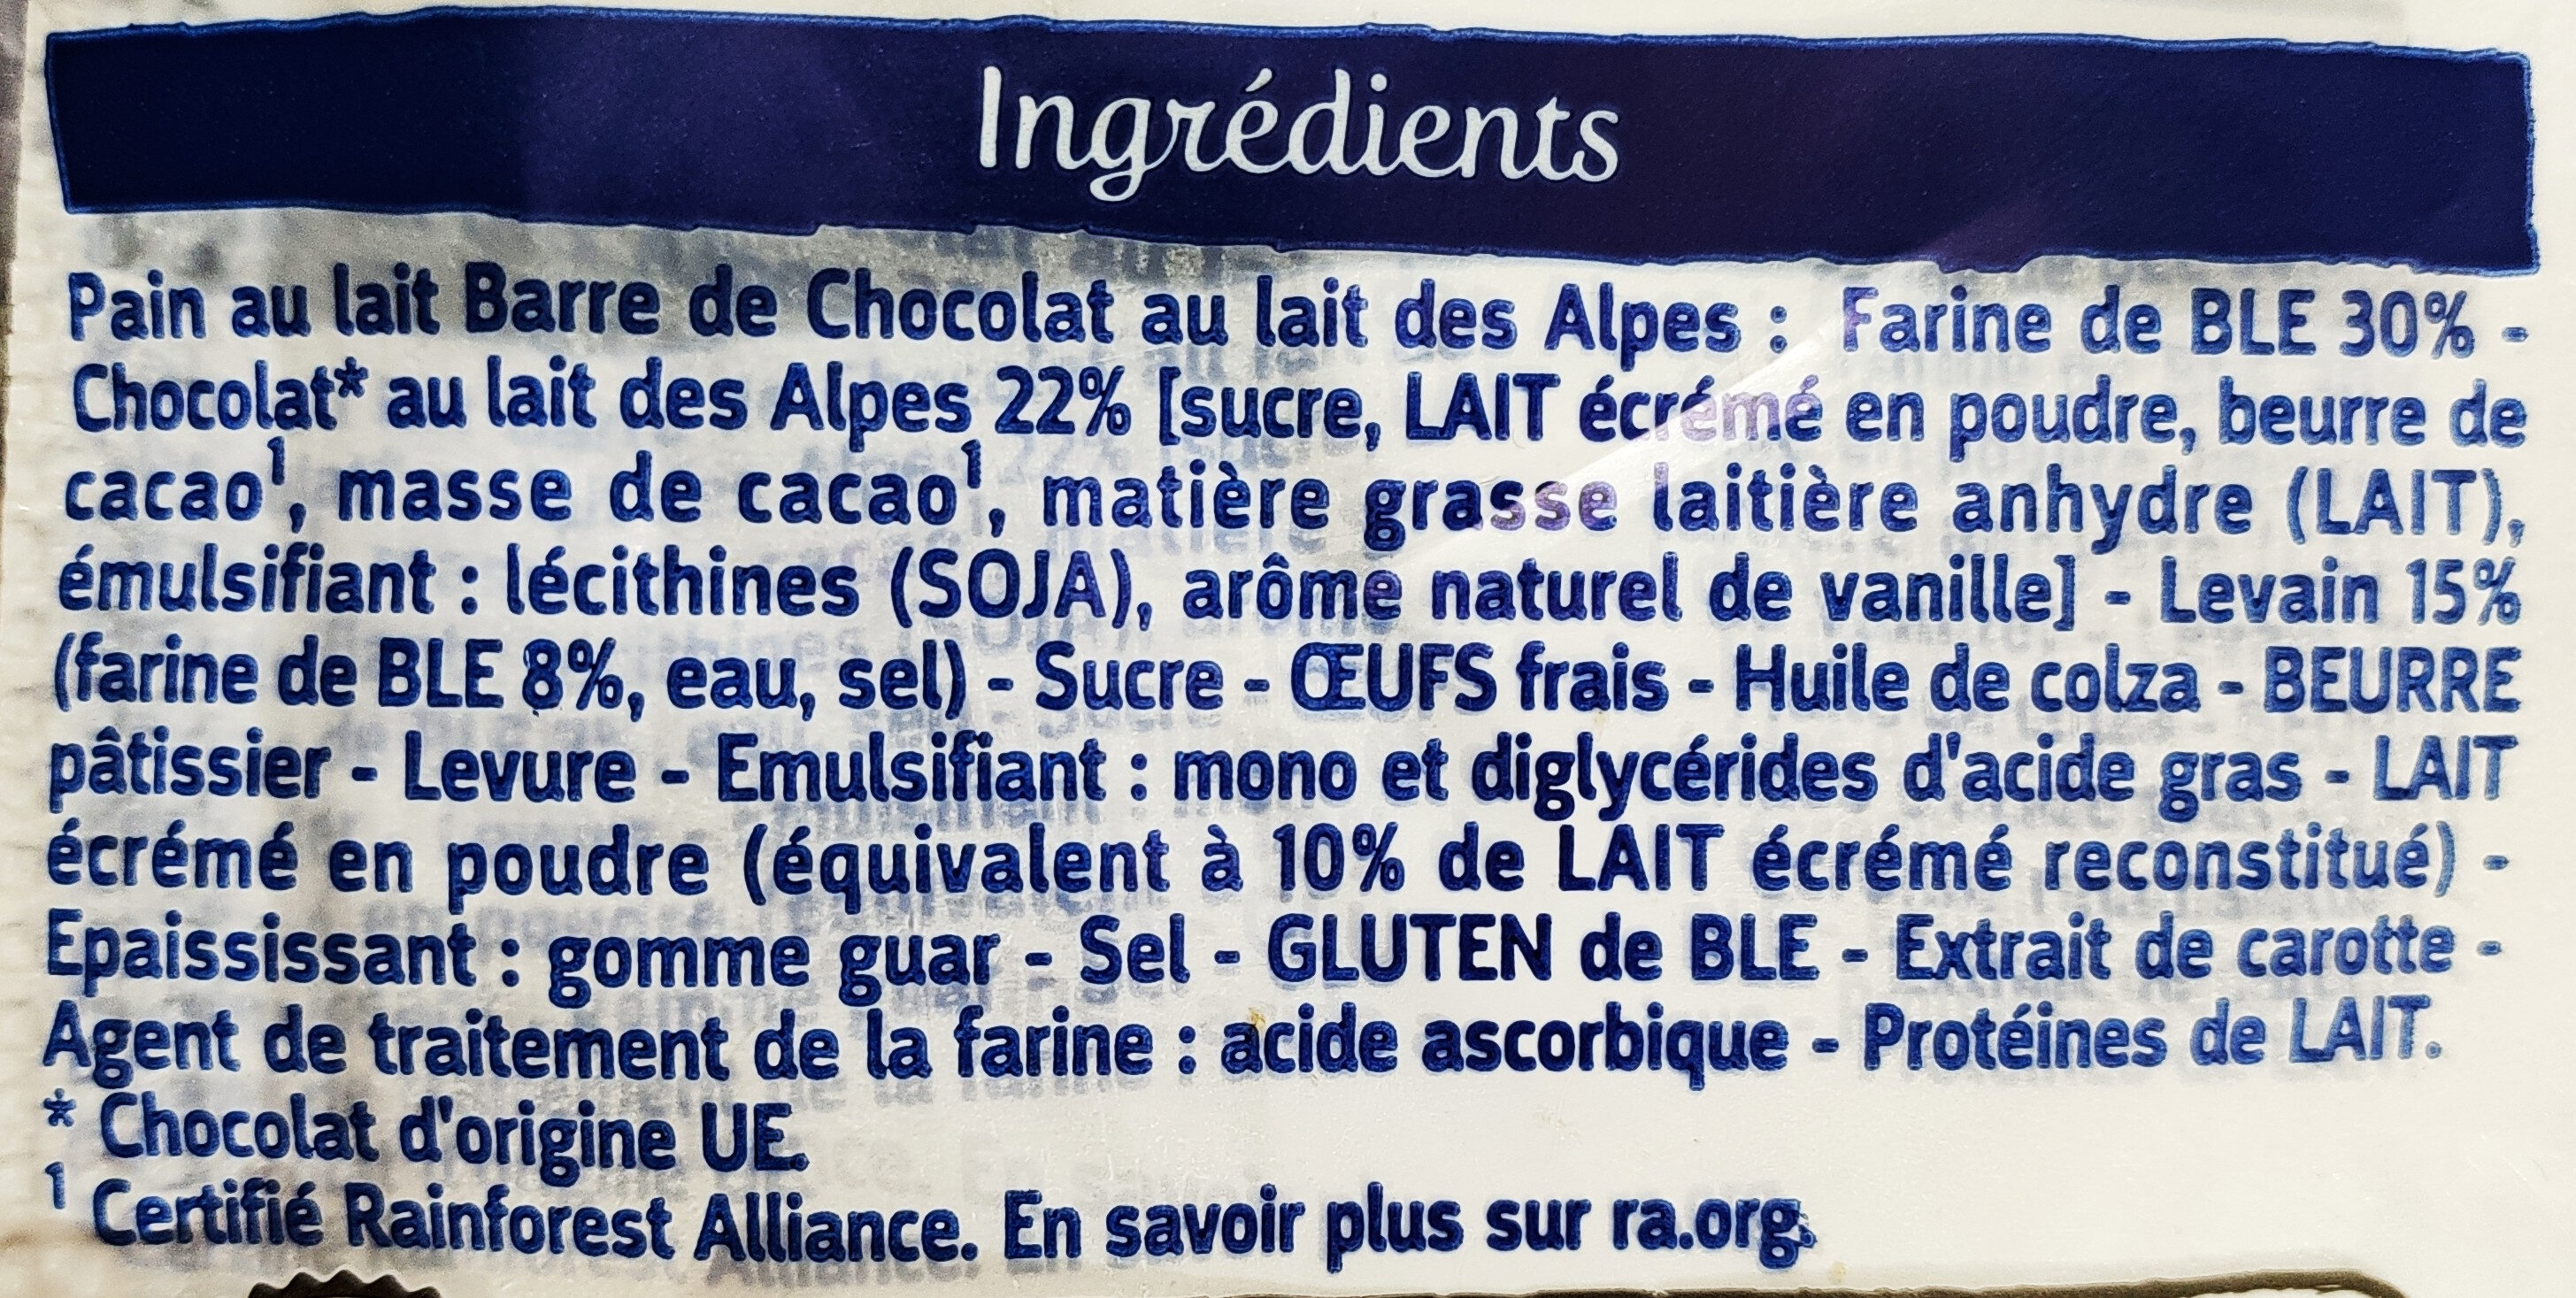 Ingrédients
Pain au lait Barre de Chocolat au lait des Alpes : Farine de BLE 30% -
Chocolat* au lait des Alpes 22% [sucre, LAIT écrémé en poudre, beurre de
cacao¹, masse de cacao¹, matière grasse laitière anhydre (LAIT),
émulsifiant : lécithines (SOJA), arôme naturel de vanille] - Levain 15%
(farine de BLE 8%, eau, sel) - Sucre - ŒUFS frais - Huile de colza - BEURRE
pâtissier - Levure - Emulsifiant : mono et diglycérides d'acide gras - LAIT
écrémé en poudre (équivalent à 10% de LAIT écrémé reconstitué) -
Epaississant : gomme guar - Sel - GLUTEN de BLE - Extrait de carotte -
Agent de traitement de la farine : acide ascorbique - Protéines de LAIT.
* Chocolat d'origine UE.
¹ Certifié Rainforest Alliance. En savoir plus sur ra.org.